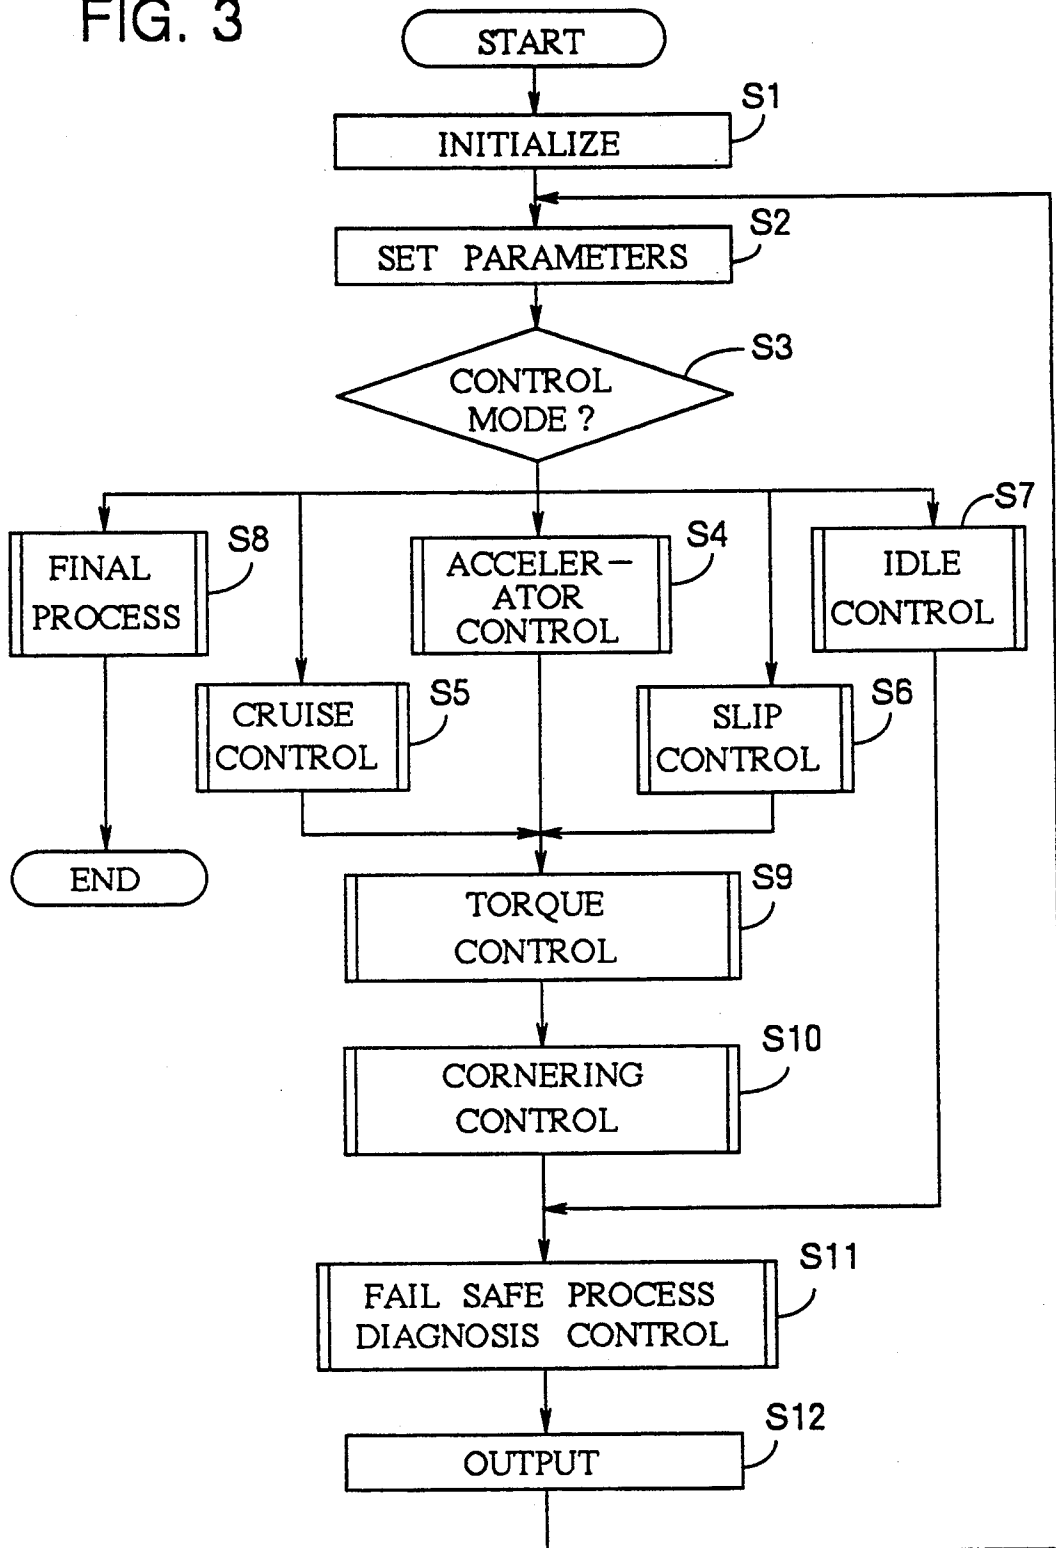 FIG. 3
START
S1
INITIALIZE
S2
SET PARAMETERS
S3
CONTROL
MODE ?
S8
FINAL
PROCESS
S4
ACCELER-
ATOR
CONTROL
S7
IDLE
CONTROL
S5
CRUISE
CONTROL
S6
SLIP
CONTROL
END
S9
TORQUE
CONTROL
S10
CORNERING
CONTROL
S11
FAIL SAFE PROCESS
DIAGNOSIS CONTROL
S12
OUTPUT